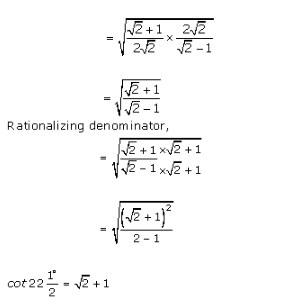 = √((√2 + 1)/(2√2) × (2√2)/(√2 − 1))
= √((√2 + 1)/(√2 − 1))
Rationalizing denominator,
= √((√2 + 1 × √2 + 1)/(√2 − 1 × √2 + 1))
= √((√2 + 1)²/(2 − 1))
cot 22 1°/2 = √2 + 1